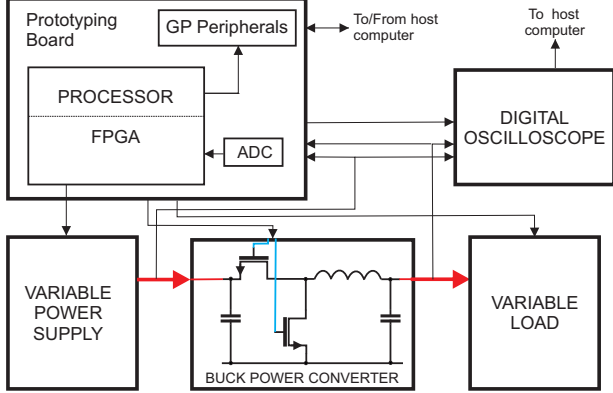 Prototyping
Board
GP Peripherals
To/From host
computer
To host
computer
PROCESSOR
FPGA
ADC
DIGITAL
OSCILLOSCOPE
VARIABLE
POWER
SUPPLY
BUCK POWER CONVERTER
VARIABLE
LOAD